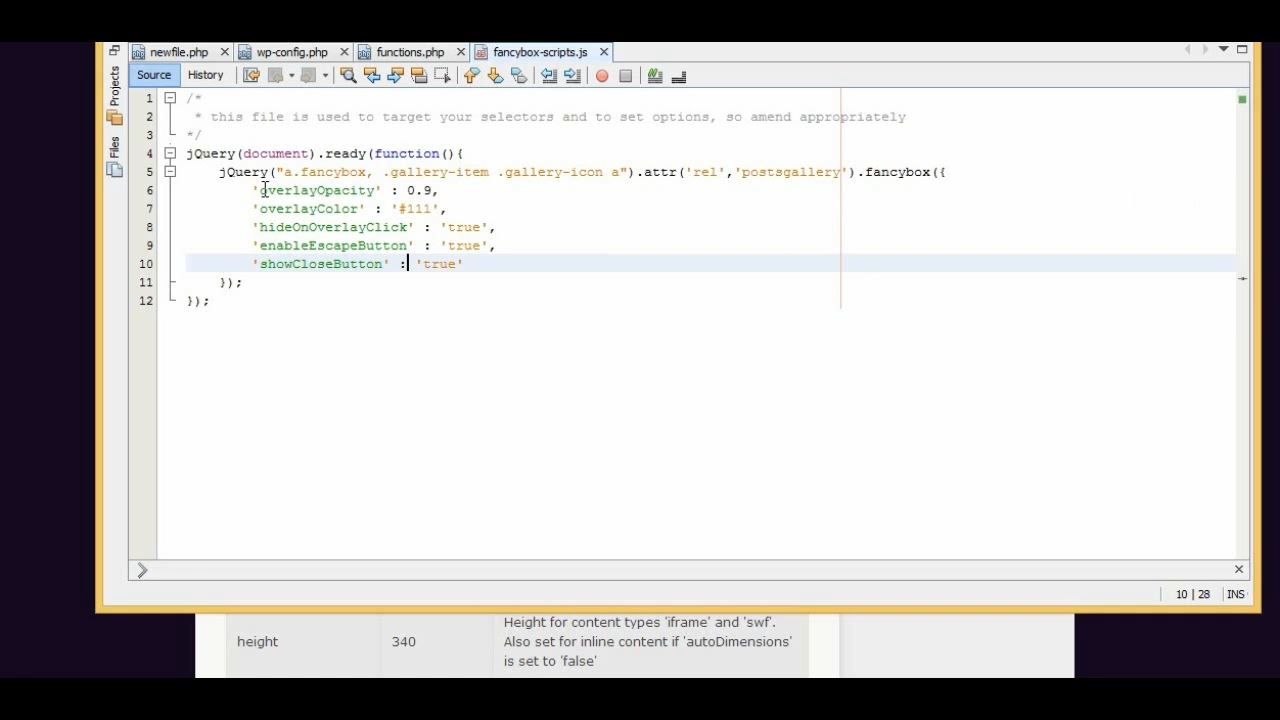 newfile.php wp-config.php functions.php fancybox-scripts.js
Projects
Files
Source History
1 /*
2 * this file is used to target your selectors and to set options, so amend appropriately
3 */
4 jQuery(document).ready(function(){
5 jQuery("a.fancybox, .gallery-item .gallery-icon a").attr('rel','postsgallery').fancybox({
6 'overlayOpacity' : 0.9,
7 'overlayColor' : '#111',
8 'hideOnOverlayClick' : 'true',
9 'enableEscapeButton' : 'true',
10 'showCloseButton' : 'true'
11 });
12 });
10 | 28 INS
Height for content types 'iframe' and 'swf'.
height 340 Also set for inline content if 'autoDimensions'
is set to 'false'